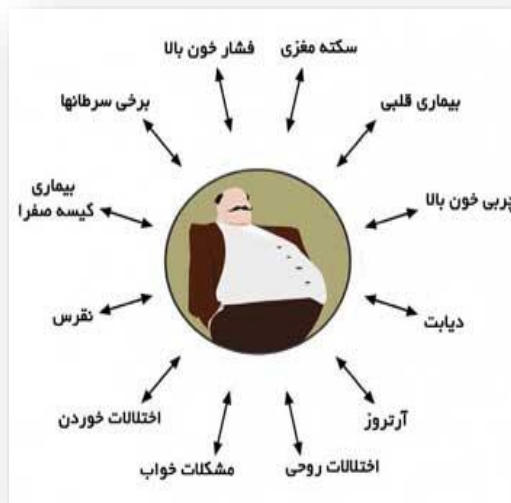 سکته مغزی
فشار خون بالا
بیماری قلبی
برخی سرطانها
چربی خون بالا
بیماری
کیسه صفرا
دیابت
نقرس
آرتروز
اختلالات خوردن
اختلالات روحی
مشکلات خواب